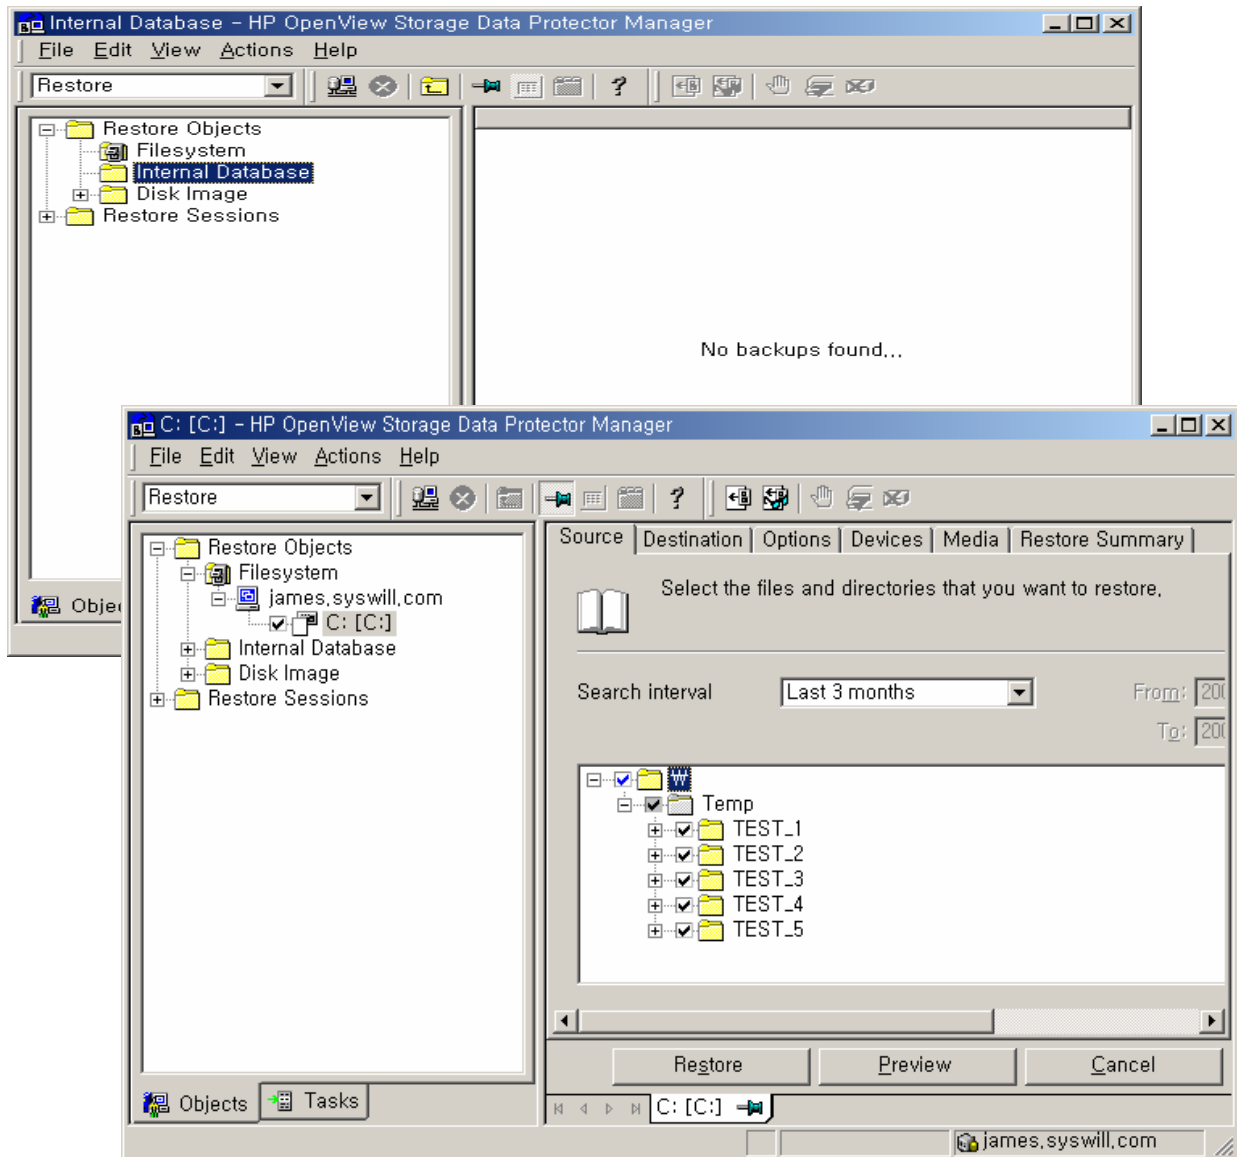 Internal Database - HP OpenView Storage Data Protector Manager
File Edit View Actions Help
Restore
?
Restore Objects
Filesystem
Internal Database
Disk Image
Restore Sessions
No backups found...
C: [C:] - HP OpenView Storage Data Protector Manager
File Edit View Actions Help
Restore
?
Restore Objects
Filesystem
james.syswill.com
C: [C:]
Internal Database
Disk Image
Restore Sessions
Objects Tasks
Source Destination Options Devices Media Restore Summary
Select the files and directories that you want to restore.
Search interval Last 3 months From: 200
To: 200
₩
Temp
TEST_1
TEST_2
TEST_3
TEST_4
TEST_5
Restore Preview Cancel
C: [C:]
james.syswill.com
Objec